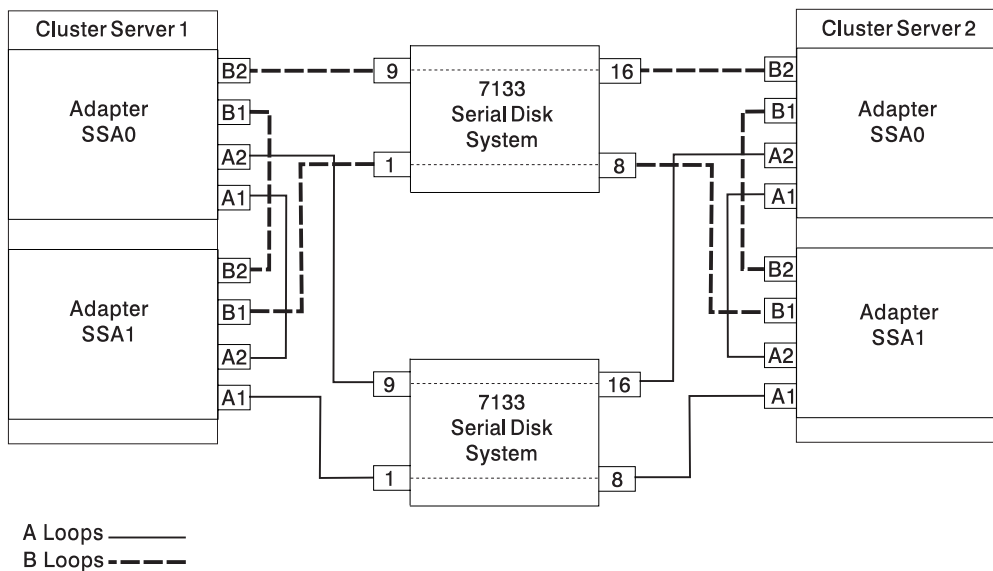 Cluster Server 1
Adapter
SSA0
B2
B1
A2
A1
Adapter
SSA1
B2
B1
A2
A1
9
16
7133
Serial Disk
System
1
8
9
16
7133
Serial Disk
System
1
8
Cluster Server 2
B2
B1
A2
A1
Adapter
SSA0
B2
B1
A2
A1
Adapter
SSA1
A Loops
B Loops